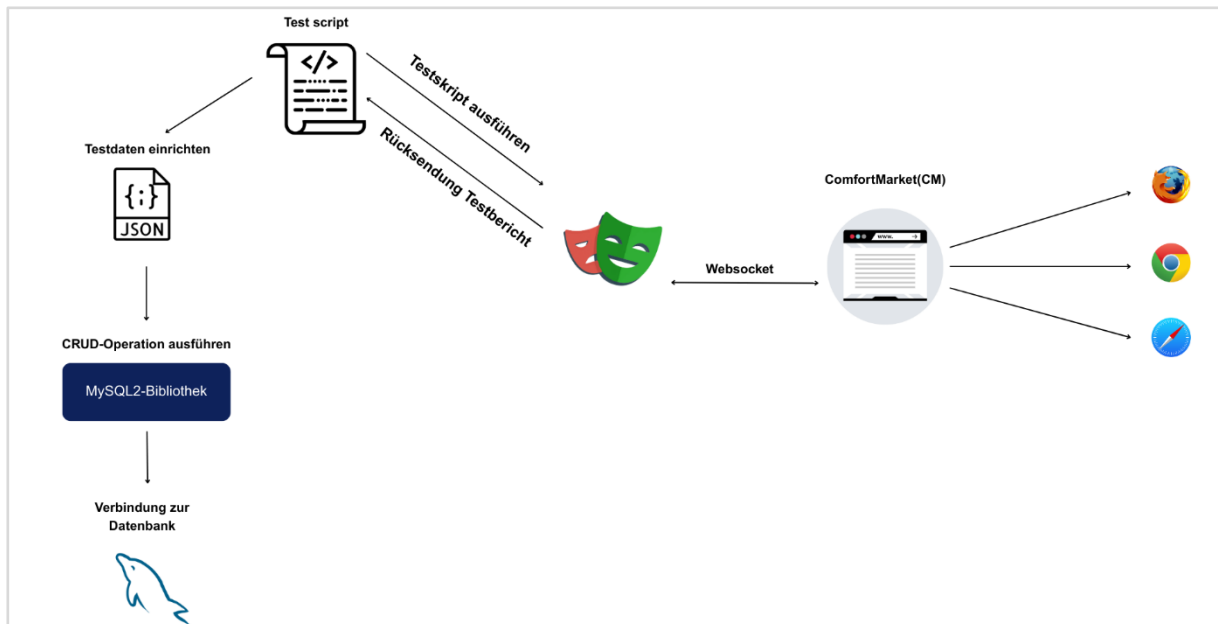 Test script
</>
Testskript ausführen
Rücksendung Testbericht
Testdaten einrichten
{;}
JSON
CRUD-Operation ausführen
MySQL2-Bibliothek
Verbindung zur
Datenbank
Websocket
ComfortMarket(CM)
www.